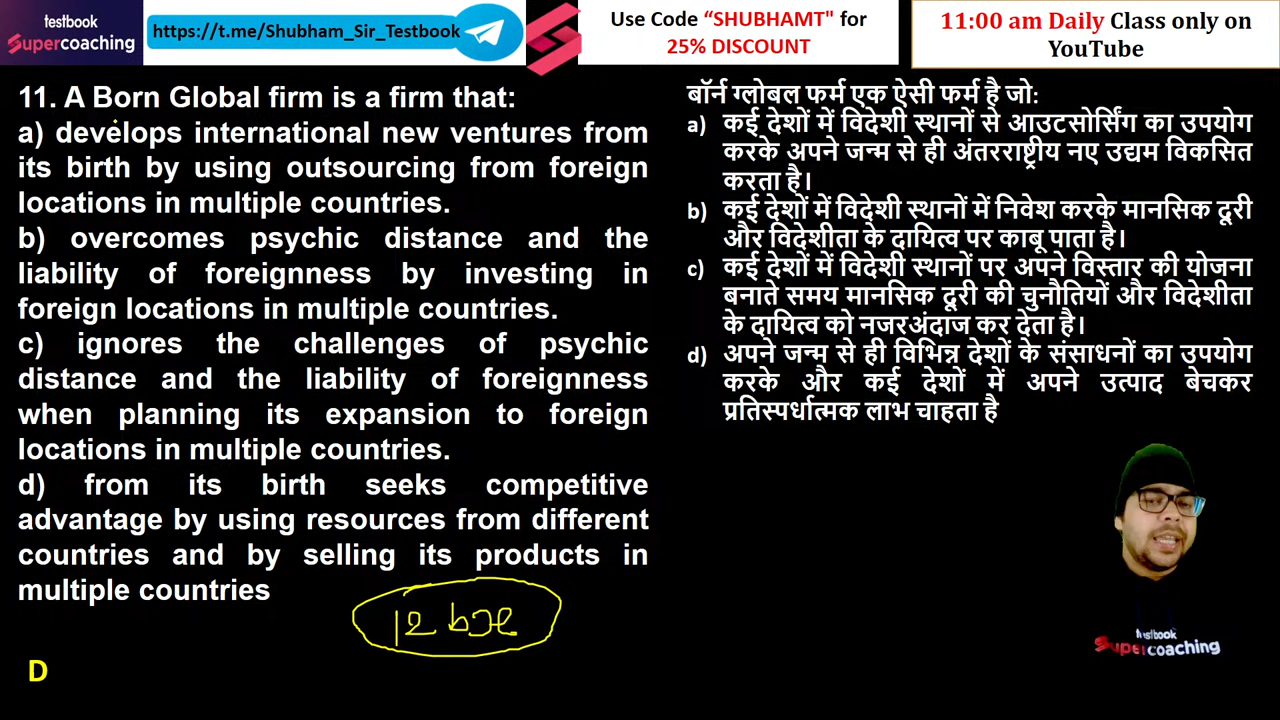 testbook
Supercoaching
https://t.me/Shubham_Sir_Testbook
Use Code “SHUBHAMT" for
25% DISCOUNT
11:00 am Daily Class only on
YouTube
11. A Born Global firm is a firm that:
a) develops international new ventures from
its birth by using outsourcing from foreign
locations in multiple countries.
b) overcomes psychic distance and the
liability of foreignness by investing in
foreign locations in multiple countries.
c) ignores the challenges of psychic
distance and the liability of foreignness
when planning its expansion to foreign
locations in multiple countries.
d) from its birth seeks competitive
advantage by using resources from different
countries and by selling its products in
multiple countries
D
बॉर्न ग्लोबल फर्म एक ऐसी फर्म है जो:
a) कई देशों में विदेशी स्थानों से आउटसोर्सिंग का उपयोग
करके अपने जन्म से ही अंतरराष्ट्रीय नए उद्यम विकसित
करता है।
b) कई देशों में विदेशी स्थानों में निवेश करके मानसिक दूरी
और विदेशीता के दायित्व पर काबू पाता है।
c) कई देशों में विदेशी स्थानों पर अपने विस्तार की योजना
बनाते समय मानसिक दूरी की चुनौतियों और विदेशीता
के दायित्व को नजरअंदाज कर देता है।
d) अपने जन्म से ही विभिन्न देशों के संसाधनों का उपयोग
करके और कई देशों में अपने उत्पाद बेचकर
प्रतिस्पर्धात्मक लाभ चाहता है
testbook
Supercoaching